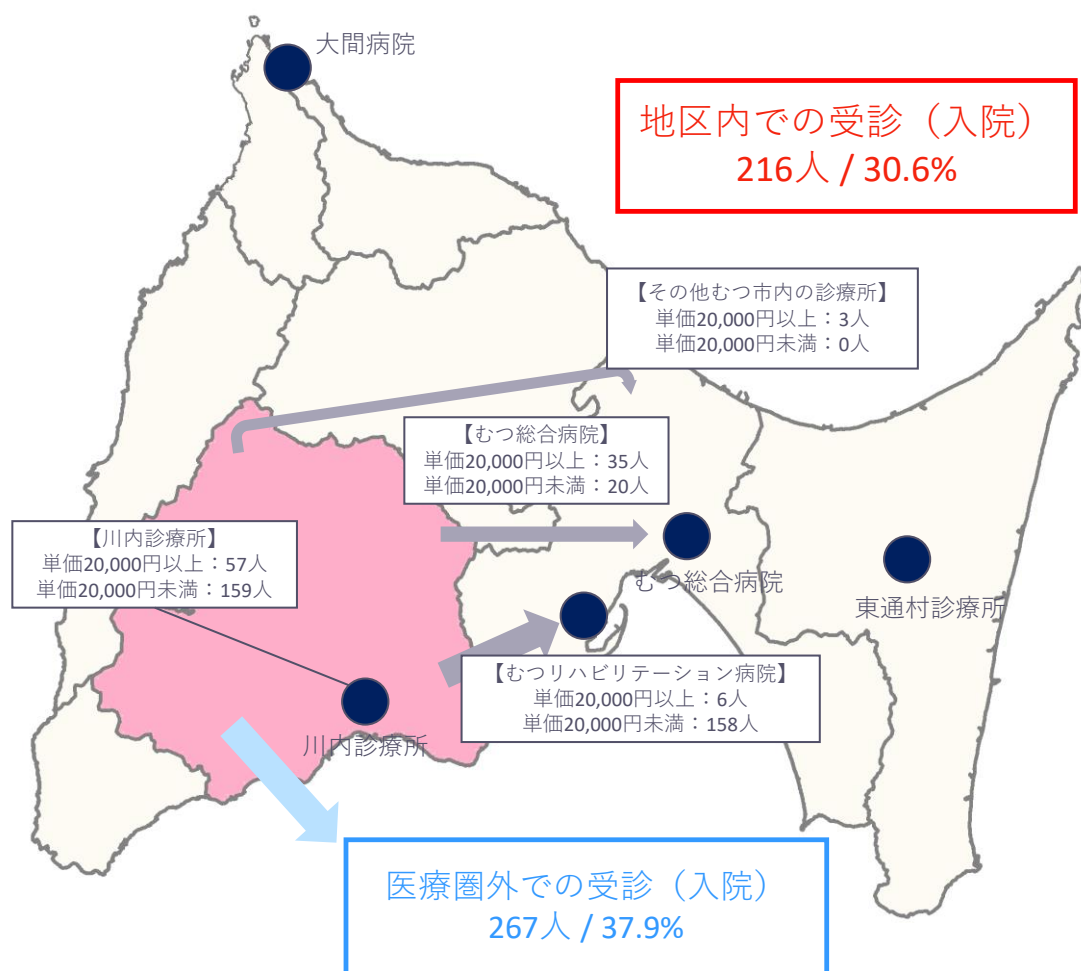 大間病院
地区内での受診（入院）
216人 / 30.6%
【その他むつ市内の診療所】
単価20,000円以上：3人
単価20,000円未満：0人
【むつ総合病院】
単価20,000円以上：35人
単価20,000円未満：20人
【川内診療所】
単価20,000円以上：57人
単価20,000円未満：159人
むつ総合病院
東通村診療所
【むつリハビリテーション病院】
単価20,000円以上：6人
単価20,000円未満：158人
川内診療所
医療圏外での受診（入院）
267人 / 37.9%